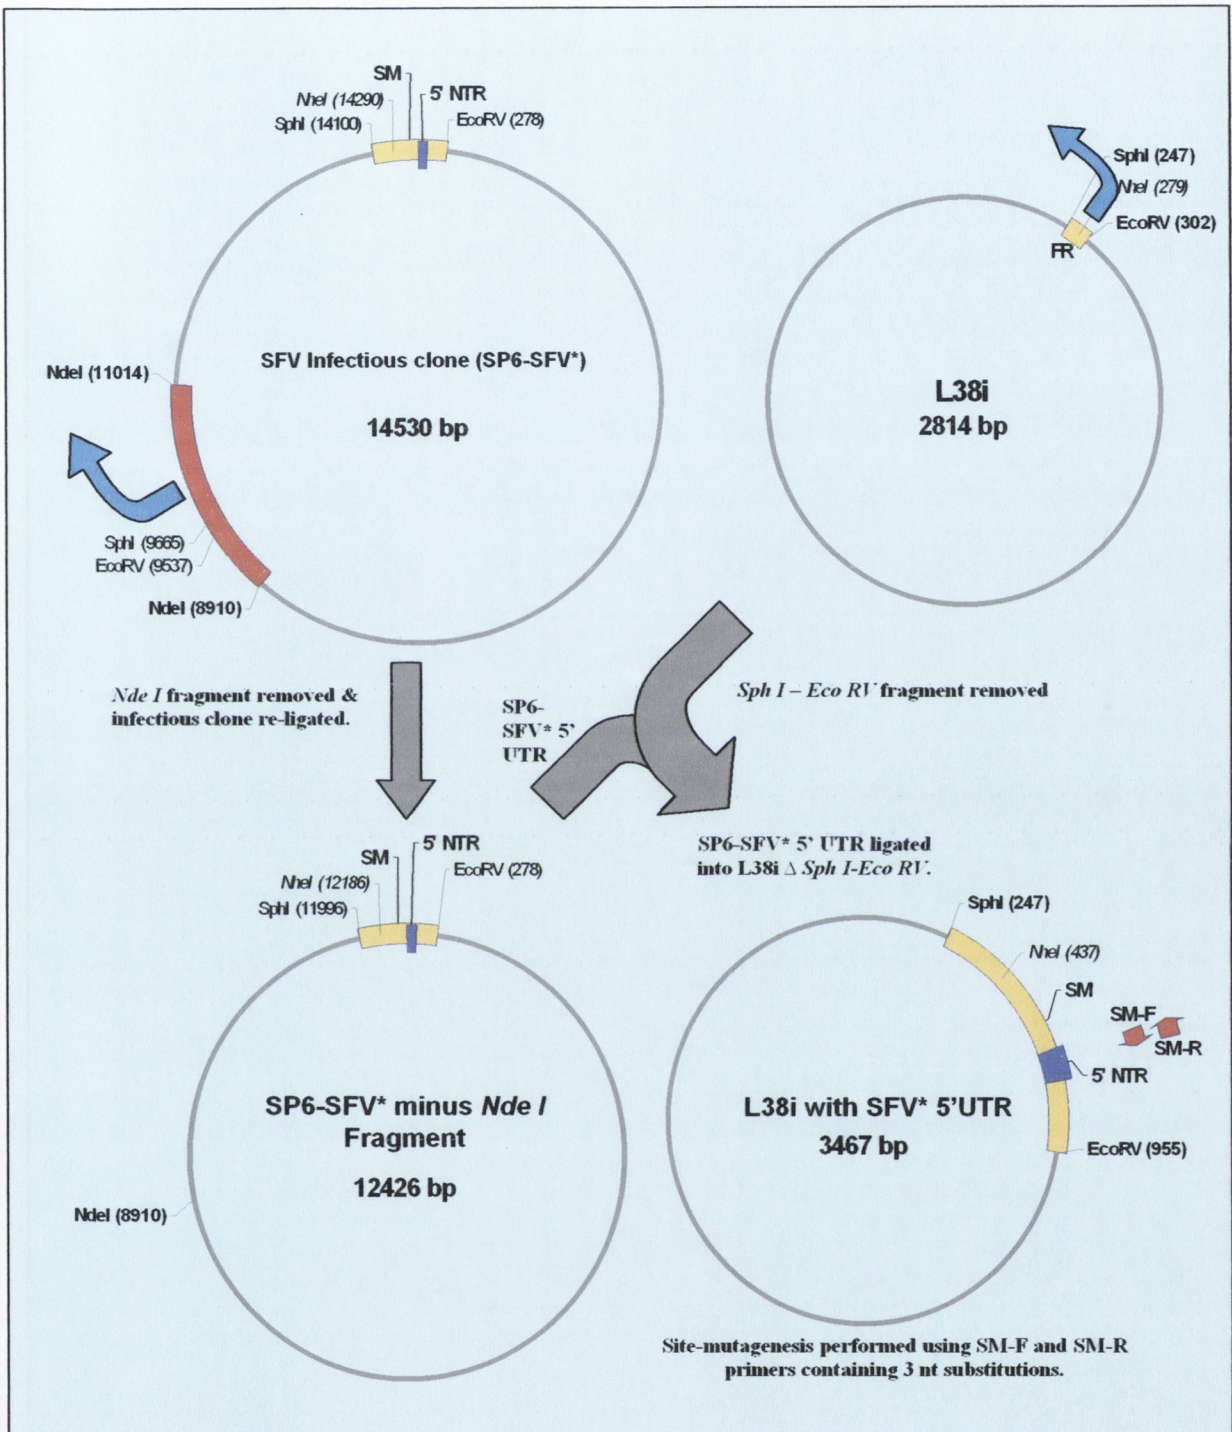 SM
5' NTR
NheI (14290)
SphI (14100)
EcoRV (278)
NdeI (11014)
SFV Infectious clone (SP6-SFV*)
14530 bp
SphI (9665)
EcoRV (9537)
NdeI (8910)
SphI (247)
NheI (279)
EcoRV (302)
FR
L38i
2814 bp
Nde I fragment removed &
infectious clone re-ligated.
SP6-
SFV* 5'
UTR
Sph I – Eco RV fragment removed
SP6-SFV* 5' UTR ligated
into L38i Δ Sph I-Eco RV.
5' NTR
SM
EcoRV (278)
NheI (12186)
SphI (11996)
SP6-SFV* minus Nde I
Fragment
12426 bp
NdeI (8910)
SphI (247)
NheI (437)
SM
SM-F
SM-R
5' NTR
L38i with SFV* 5'UTR
3467 bp
EcoRV (955)
Site-mutagenesis performed using SM-F and SM-R
primers containing 3 nt substitutions.